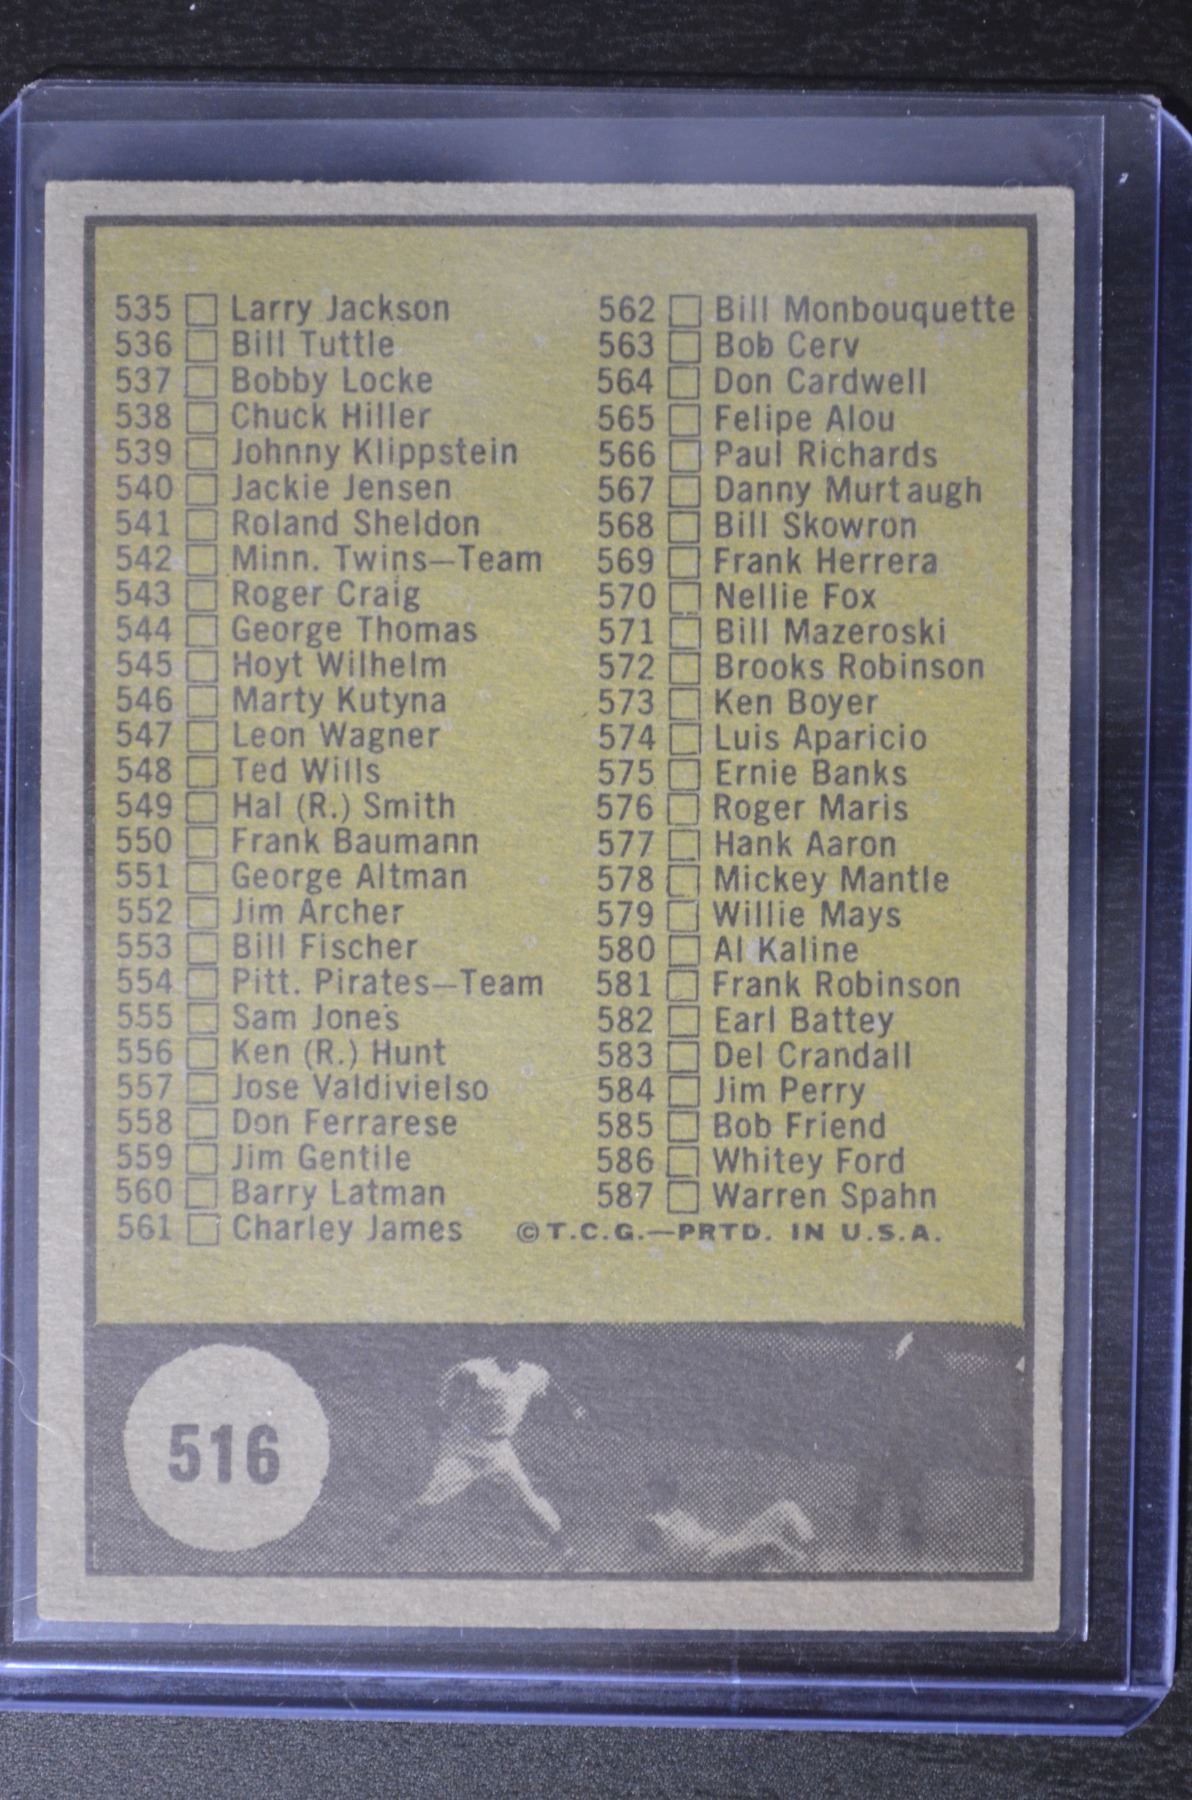 535 Larry Jackson
536 Bill Tuttle
537 Bobby Locke
538 Chuck Hiller
539 Johnny Klippstein
540 Jackie Jensen
541 Roland Sheldon
542 Minn. Twins—Team
543 Roger Craig
544 George Thomas
545 Hoyt Wilhelm
546 Marty Kutyna
547 Leon Wagner
548 Ted Wills
549 Hal (R.) Smith
550 Frank Baumann
551 George Altman
552 Jim Archer
553 Bill Fischer
554 Pitt. Pirates—Team
555 Sam Jones
556 Ken (R.) Hunt
557 Jose Valdivielso
558 Don Ferrarese
559 Jim Gentile
560 Barry Latman
561 Charley James
562 Bill Monbouquette
563 Bob Cerv
564 Don Cardwell
565 Felipe Alou
566 Paul Richards
567 Danny Murtaugh
568 Bill Skowron
569 Frank Herrera
570 Nellie Fox
571 Bill Mazeroski
572 Brooks Robinson
573 Ken Boyer
574 Luis Aparicio
575 Ernie Banks
576 Roger Maris
577 Hank Aaron
578 Mickey Mantle
579 Willie Mays
580 Al Kaline
581 Frank Robinson
582 Earl Battey
583 Del Crandall
584 Jim Perry
585 Bob Friend
586 Whitey Ford
587 Warren Spahn
©T.C.G.—PRTD. IN U.S.A.
516